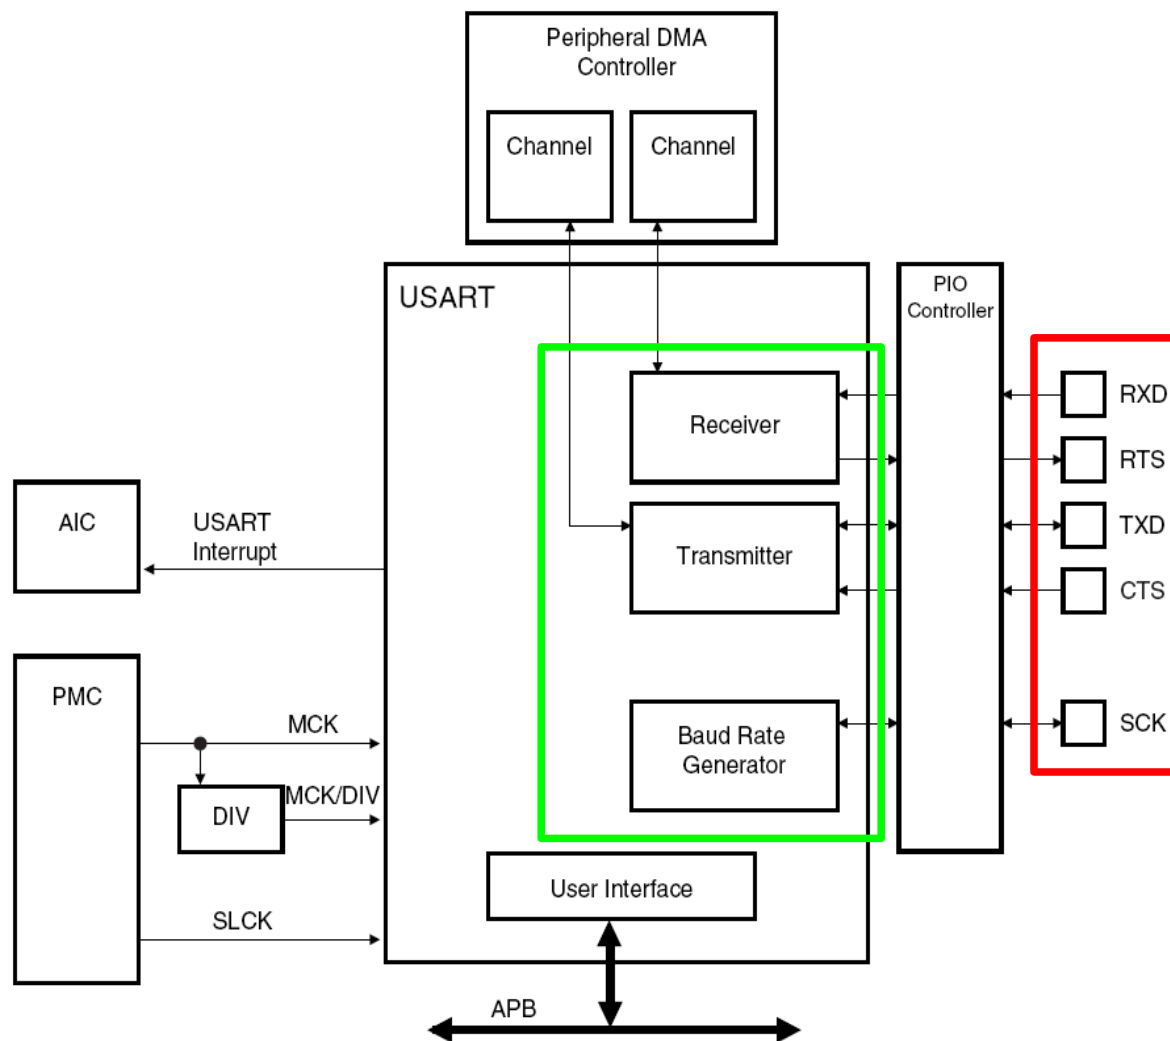 Peripheral DMA
Controller
Channel
Channel
USART
PIO
Controller
Receiver
RXD
RTS
AIC
USART
Interrupt
Transmitter
TXD
CTS
PMC
MCK
Baud Rate
Generator
SCK
MCK/DIV
DIV
User Interface
SLCK
APB